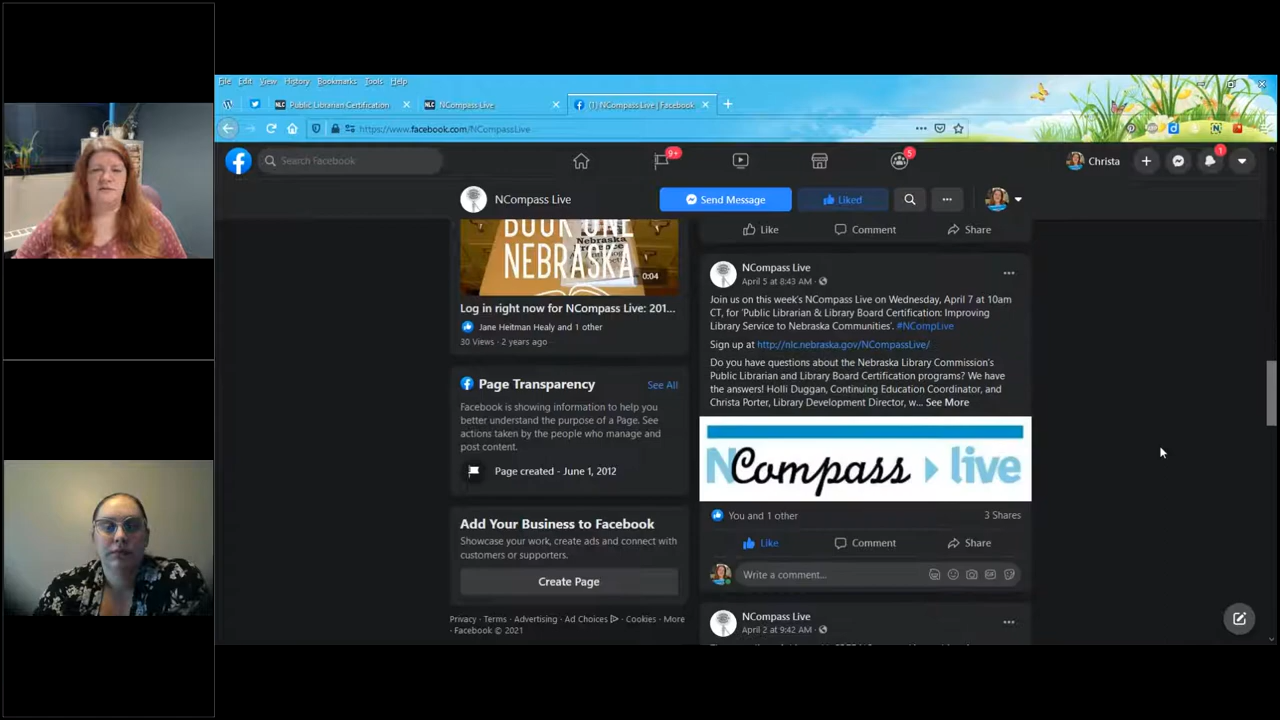 File Edit View History Bookmarks Tools Help
NLC Public Librarian Certification
NLC NCompass Live
(1) NCompass Live | Facebook
https://www.facebook.com/NCompassLive
Search Facebook
9+
5
Christa
1
NCompass Live
Send Message
Liked
BOOK ONE
NEBRASKA
0:04
Log in right now for NCompass Live: 201...
Jane Heitman Healy and 1 other
30 Views · 2 years ago
Page Transparency
See All
Facebook is showing information to help you
better understand the purpose of a Page. See
actions taken by the people who manage and
post content.
Page created - June 1, 2012
Add Your Business to Facebook
Showcase your work, create ads and connect with
customers or supporters.
Create Page
Privacy · Terms · Advertising · Ad Choices · Cookies · More
· Facebook © 2021
Like Comment Share
NCompass Live
April 5 at 8:43 AM ·
Join us on this week's NCompass Live on Wednesday, April 7 at 10am
CT, for 'Public Librarian & Library Board Certification: Improving
Library Service to Nebraska Communities'. #NCompLive
Sign up at http://nlc.nebraska.gov/NCompassLive/
Do you have questions about the Nebraska Library Commission's
Public Librarian and Library Board Certification programs? We have
the answers! Holli Duggan, Continuing Education Coordinator, and
Christa Porter, Library Development Director, w... See More
NCompass live
You and 1 other
3 Shares
Like Comment Share
Write a comment...
NCompass Live
April 2 at 9:42 AM ·